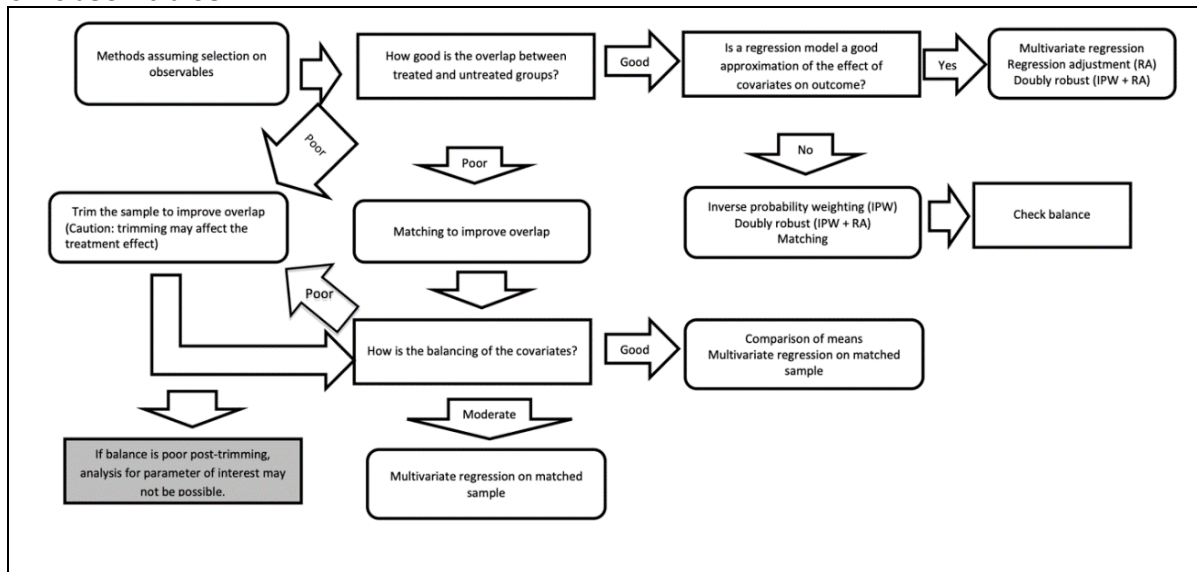 Methods assuming selection on
observables
How good is the overlap between
treated and untreated groups?
Good
Is a regression model a good
approximation of the effect of
covariates on outcome?
Yes
Multivariate regression
Regression adjustment (RA)
Doubly robust (IPW + RA)
Poor
Poor
No
Trim the sample to improve overlap
(Caution: trimming may affect the
treatment effect)
Matching to improve overlap
Inverse probability weighting (IPW)
Doubly robust (IPW + RA)
Matching
Check balance
Poor
How is the balancing of the covariates?
Good
Comparison of means
Multivariate regression on matched
sample
Moderate
If balance is poor post-trimming,
analysis for parameter of interest may
not be possible.
Multivariate regression on matched
sample